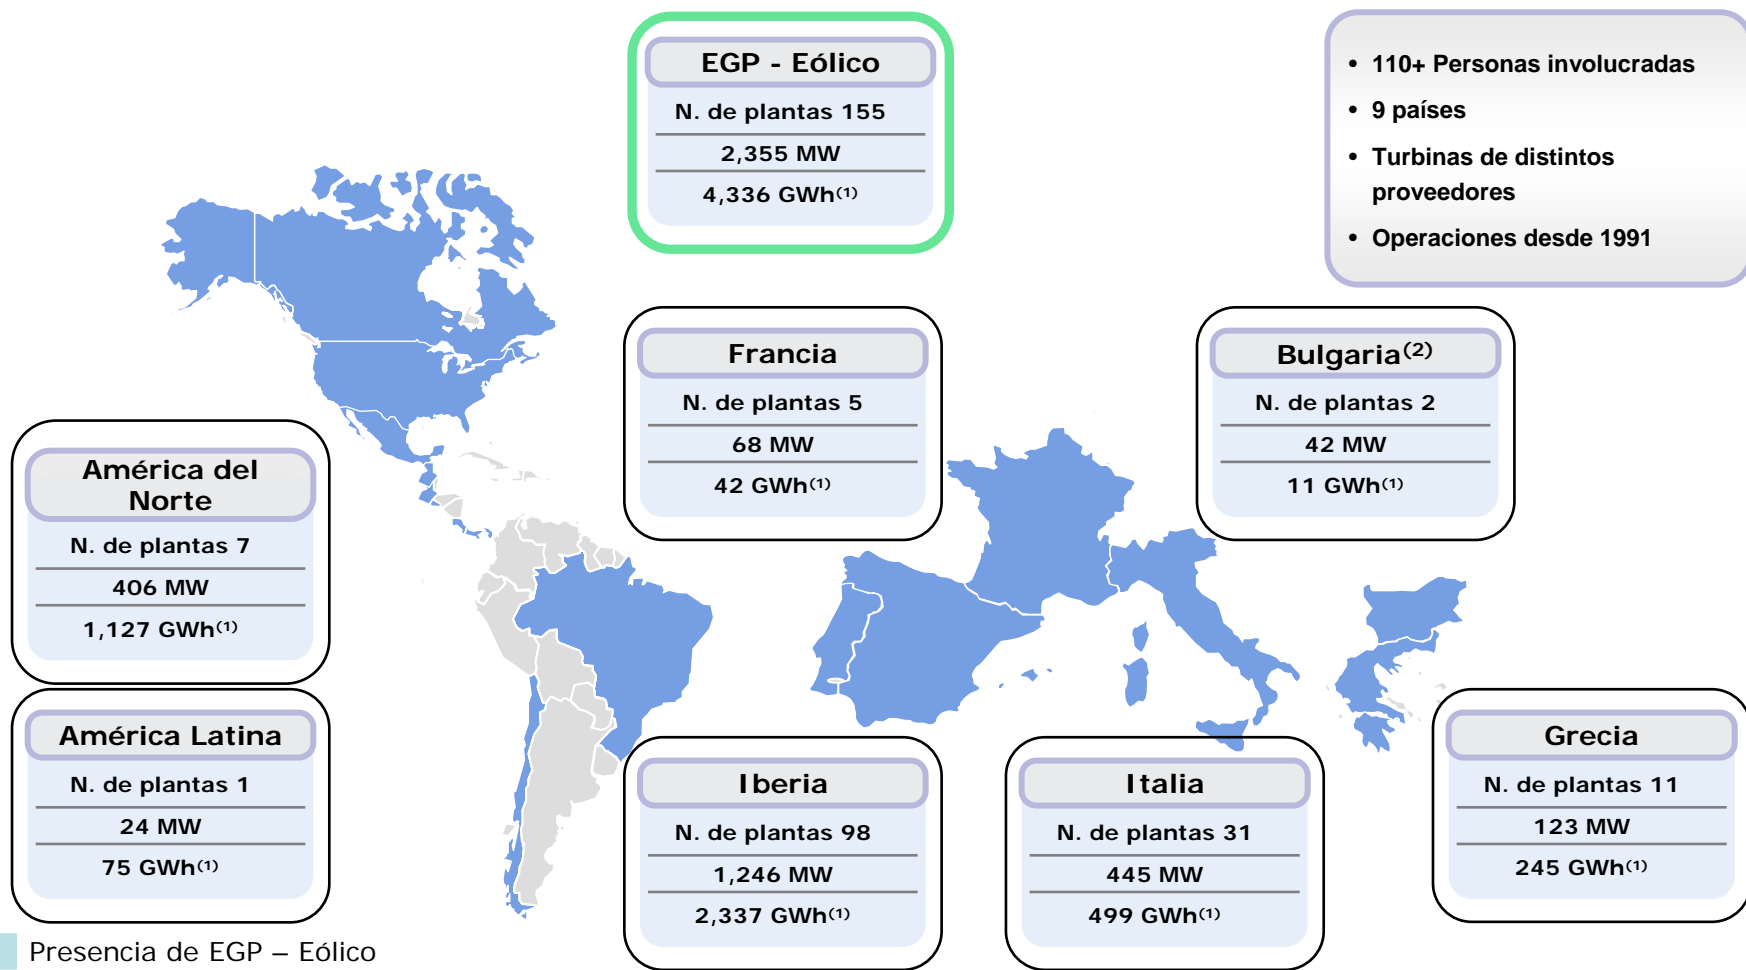 EGP - Eólico
N. de plantas 155
2,355 MW
4,336 GWh(1)
• 110+ Personas involucradas
• 9 países
• Turbinas de distintos
proveedores
• Operaciones desde 1991
Francia
N. de plantas 5
68 MW
42 GWh(1)
Bulgaria(2)
N. de plantas 2
42 MW
11 GWh(1)
América del
Norte
N. de plantas 7
406 MW
1,127 GWh(1)
América Latina
N. de plantas 1
24 MW
75 GWh(1)
Iberia
N. de plantas 98
1,246 MW
2,337 GWh(1)
Italia
N. de plantas 31
445 MW
499 GWh(1)
Grecia
N. de plantas 11
123 MW
245 GWh(1)
Presencia de EGP – Eólico